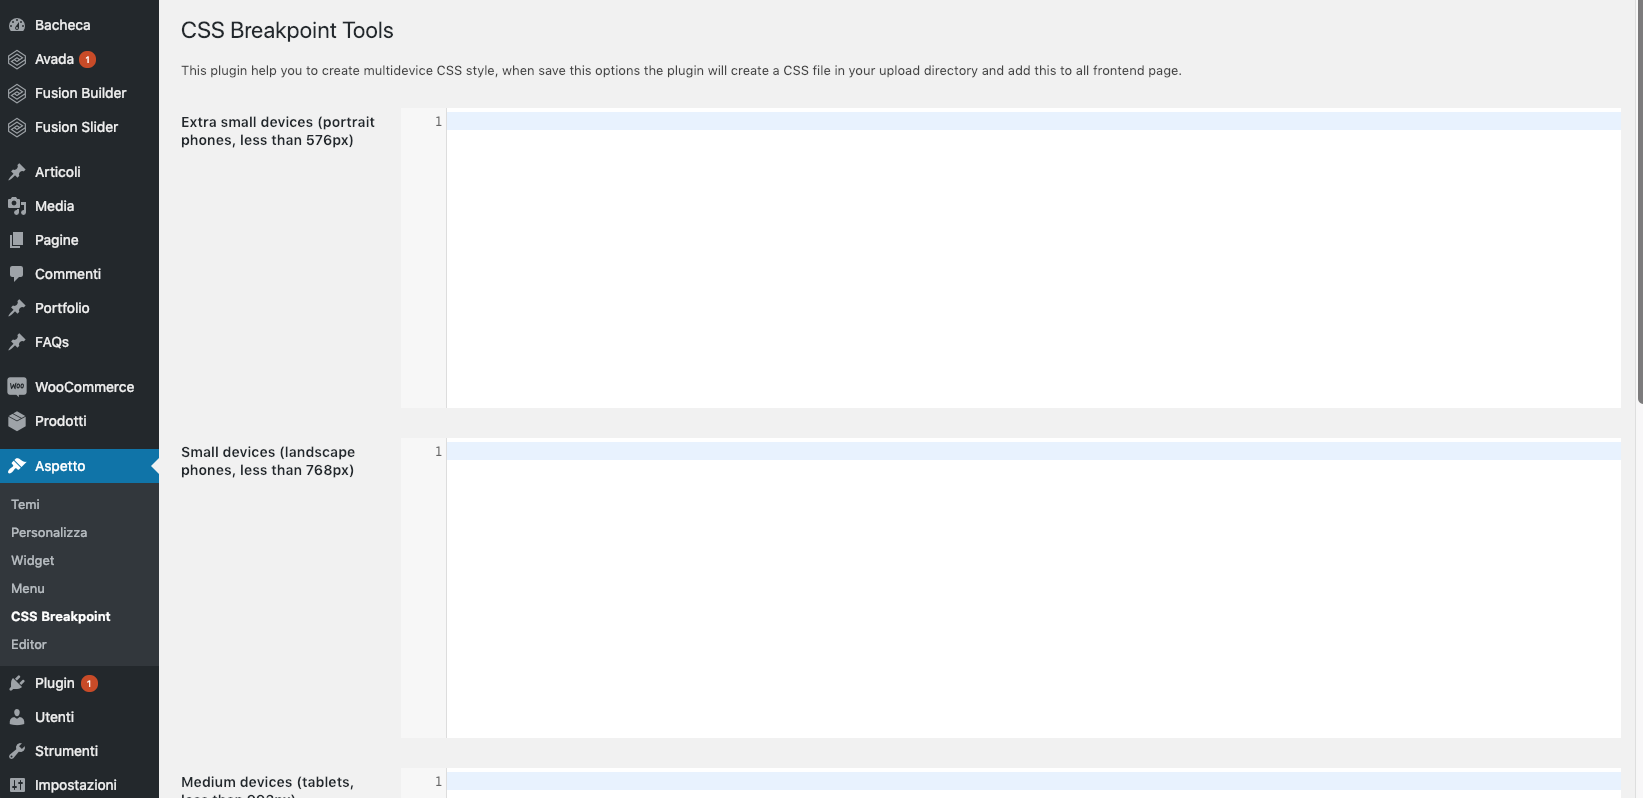 Bacheca
Avada 1
Fusion Builder
Fusion Slider
Articoli
Media
Pagine
Commenti
Portfolio
FAQs
WOO WooCommerce
Prodotti
Aspetto
Temi
Personalizza
Widget
Menu
CSS Breakpoint
Editor
Plugin 1
Utenti
Strumenti
Impostazioni
CSS Breakpoint Tools
This plugin help you to create multidevice CSS style, when save this options the plugin will create a CSS file in your upload directory and add this to all frontend page.
Extra small devices (portrait
phones, less than 576px)
1
Small devices (landscape
phones, less than 768px)
1
Medium devices (tablets,
less than 992px)
1